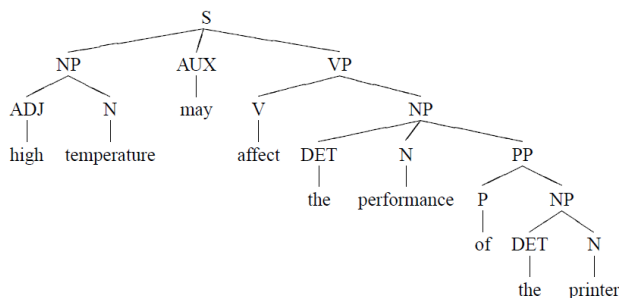 S
NP AUX VP
ADJ N may V NP
high temperature affect DET N PP
the performance P NP
of DET N
the printer